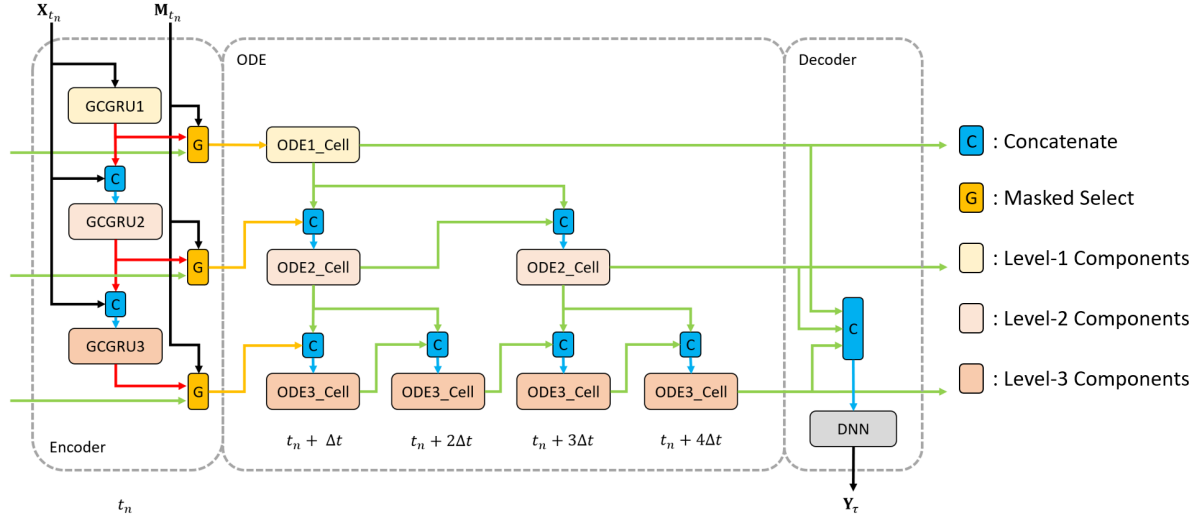 X_{t_n}
M_{t_n}
ODE
Decoder
GCGRU1
G
ODE1_Cell
C
: Concatenate
C
C
C
G
: Masked Select
GCGRU2
G
ODE2_Cell
ODE2_Cell
: Level-1 Components
C
C
: Level-2 Components
C
C
C
C
C
GCGRU3
G
ODE3_Cell
ODE3_Cell
ODE3_Cell
ODE3_Cell
: Level-3 Components
DNN
Encoder
t_n + Δt
t_n + 2Δt
t_n + 3Δt
t_n + 4Δt
t_n
Y_τ